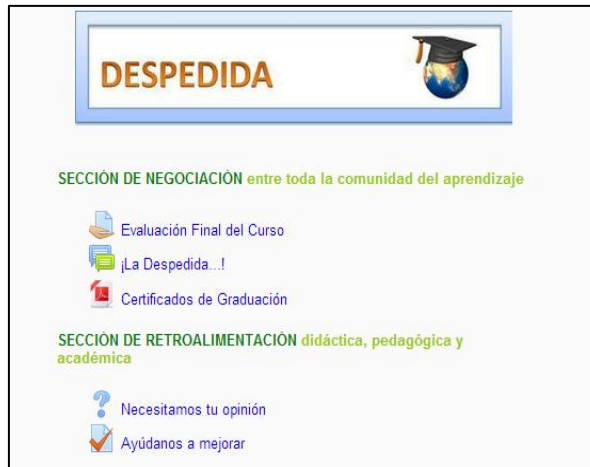 DESPEDIDA
SECCIÓN DE NEGOCIACIÓN entre toda la comunidad del aprendizaje
Evaluación Final del Curso
¡La Despedida...!
Certificados de Graduación
SECCIÓN DE RETROALIMENTACIÓN didáctica, pedagógica y
académica
Necesitamos tu opinión
Ayúdanos a mejorar